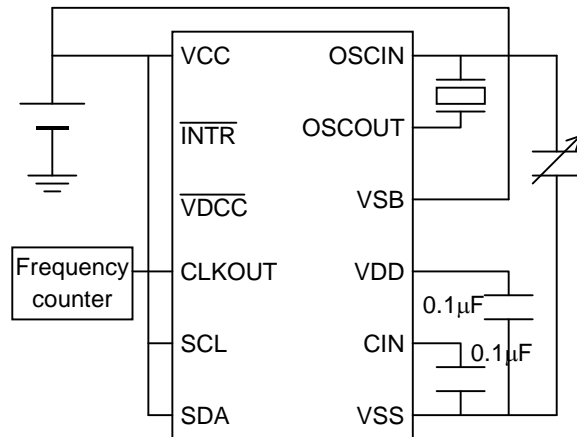 VCC
OSCIN
INTR
OSCOUT
VDCC
VSB
Frequency
counter
CLKOUT
VDD
0.1μF
SCL
CIN
0.1μF
SDA
VSS